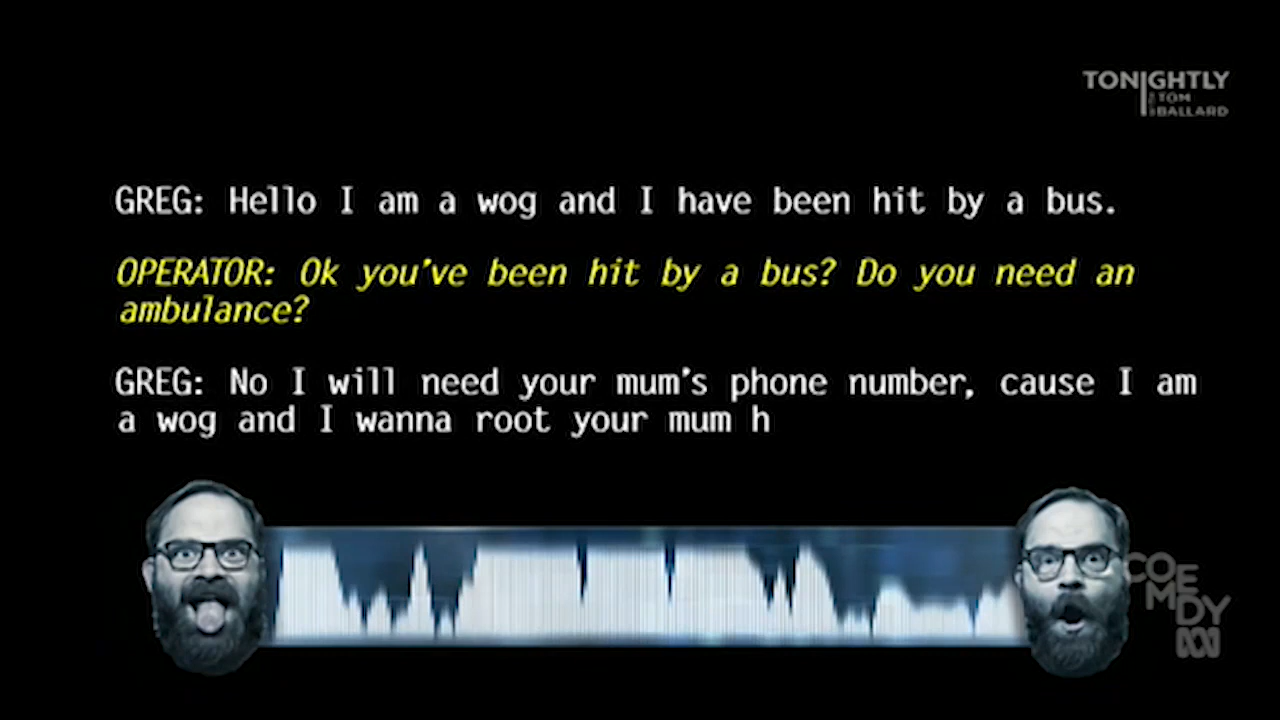 TONIGHTLY
WITH TOM
BALLARD
GREG: Hello I am a wog and I have been hit by a bus.
OPERATOR: Ok you've been hit by a bus? Do you need an
ambulance?
GREG: No I will need your mum's phone number, cause I am
a wog and I wanna root your mum h
COMEDY